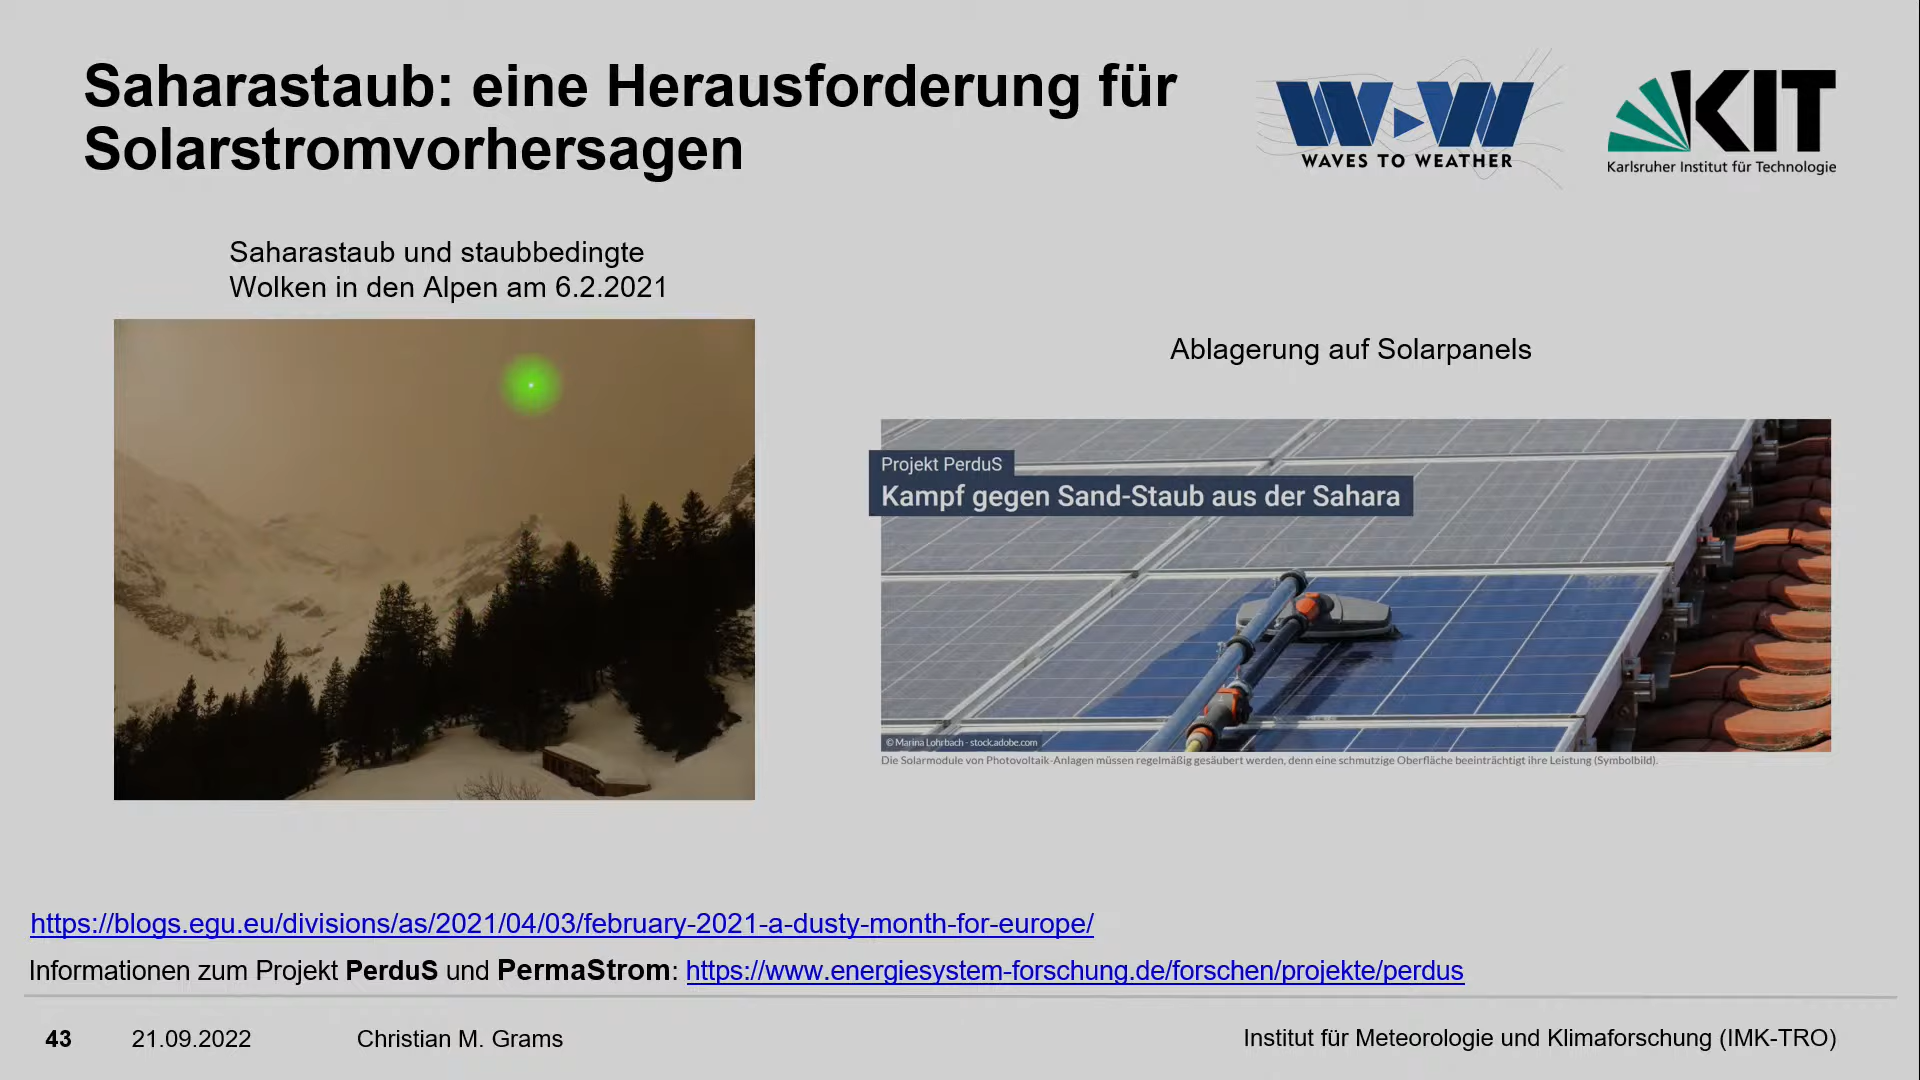 Saharastaub: eine Herausforderung für
Solarstromvorhersagen
WAVES TO WEATHER
KIT
Karlsruher Institut für Technologie
Saharastaub und staubbedingte
Wolken in den Alpen am 6.2.2021
Ablagerung auf Solarpanels
Projekt PerduS
Kampf gegen Sand-Staub aus der Sahara
© Marina Lohrbach - stock.adobe.com
Die Solarmodule von Photovoltaik-Anlagen müssen regelmäßig gesäubert werden, denn eine schmutzige Oberfläche beeinträchtigt ihre Leistung (Symbolbild).
https://blogs.egu.eu/divisions/as/2021/04/03/february-2021-a-dusty-month-for-europe/
Informationen zum Projekt PerduS und PermaStrom: https://www.energiesystem-forschung.de/forschen/projekte/perdus
43 21.09.2022 Christian M. Grams Institut für Meteorologie und Klimaforschung (IMK-TRO)